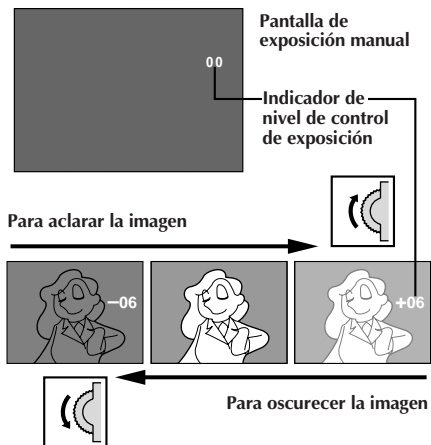 Pantalla de
exposición manual
00
Indicador de
nivel de control
de exposición
Para aclarar la imagen
−06
+06
Para oscurecer la imagen